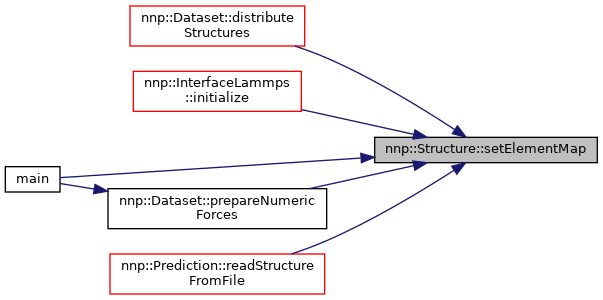 nnp::Dataset::distribute
Structures
nnp::InterfaceLammps
::initialize
nnp::Structure::setElementMap
main
nnp::Dataset::prepareNumeric
Forces
nnp::Prediction::readStructure
FromFile